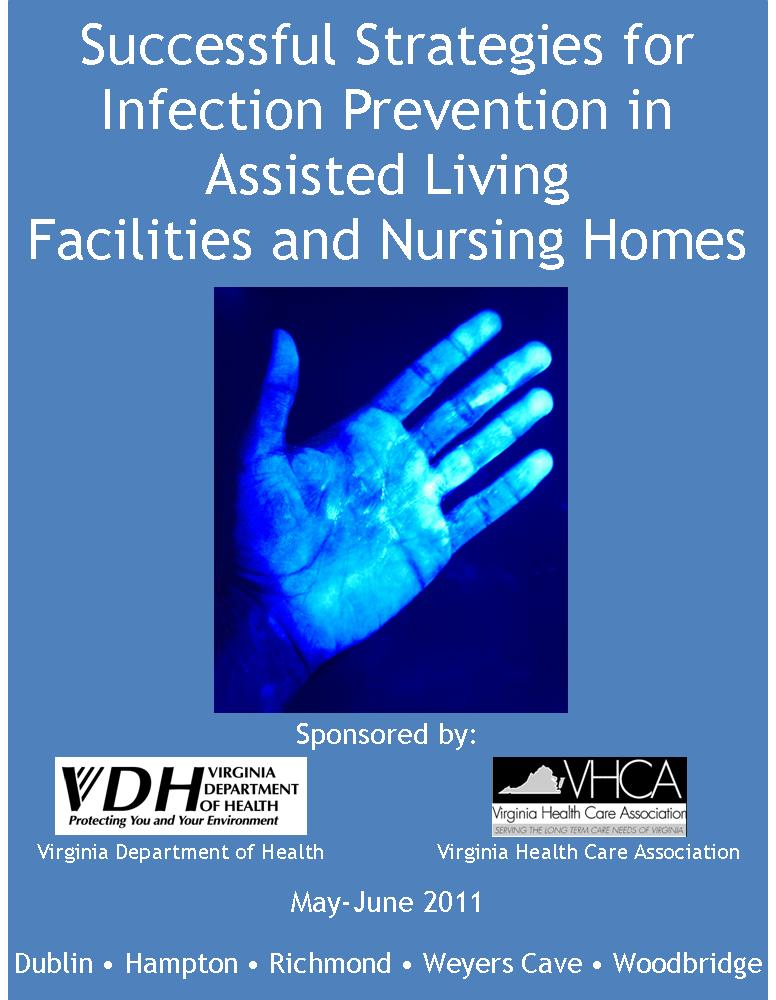 Successful Strategies for
Infection Prevention in
Assisted Living
Facilities and Nursing Homes
Sponsored by:
VDH VIRGINIA
DEPARTMENT
OF HEALTH
Protecting You and Your Environment
VHCA
Virginia Health Care Association
SERVING THE LONG TERM CARE NEEDS OF VIRGINIA
Virginia Department of Health
Virginia Health Care Association
May-June 2011
Dublin • Hampton • Richmond • Weyers Cave • Woodbridge